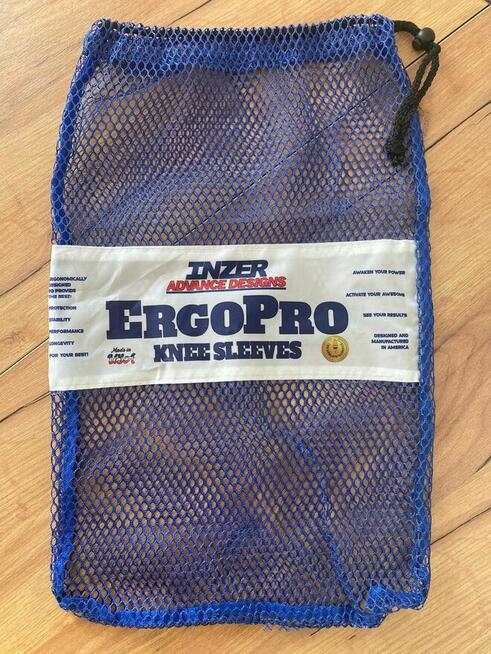 INZER
ADVANCE DESIGNS
ERGOPRO
KNEE SLEEVES
ERGONOMICALLY
DESIGNED
TO PROVIDE
THE BEST:
PROTECTION
STABILITY
PERFORMANCE
LONGEVITY
FOR YOUR BEST!
Made in
USA
AWAKEN YOUR POWER
ACTIVATE YOUR AWESOME
SEE YOUR RESULTS
DESIGNED AND
MANUFACTURED
IN AMERICA